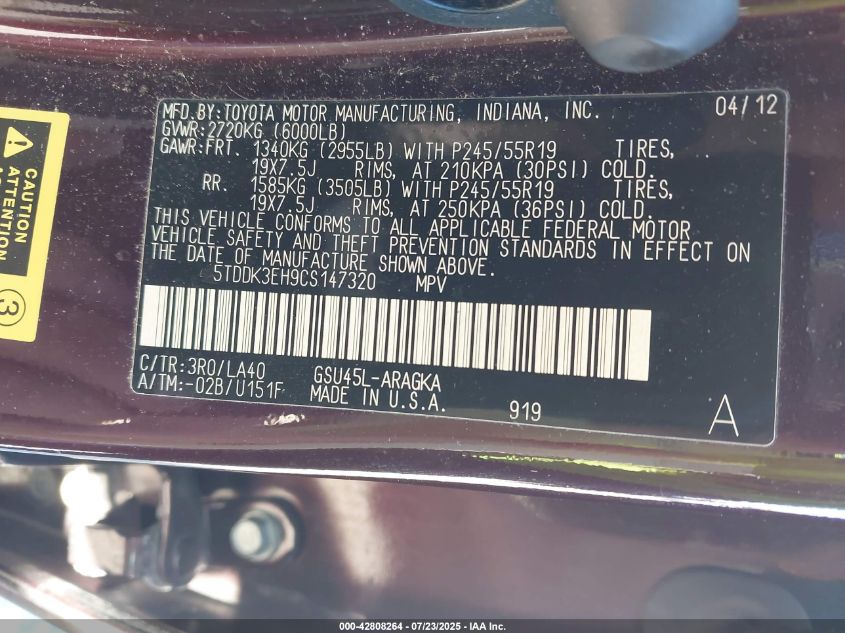 MFD.BY:TOYOTA MOTOR MANUFACTURING, INDIANA, INC. 04/12
GVWR:2720KG (6000LB)
GAWR:FRT. 1340KG (2955LB) WITH P245/55R19 TIRES,
19X7.5J RIMS, AT 210KPA (30PSI) COLD.
RR. 1585KG (3505LB) WITH P245/55R19 TIRES,
19X7.5J RIMS, AT 250KPA (36PSI) COLD.
THIS VEHICLE CONFORMS TO ALL APPLICABLE FEDERAL MOTOR
VEHICLE SAFETY AND THEFT PREVENTION STANDARDS IN EFFECT ON
THE DATE OF MANUFACTURE SHOWN ABOVE.
5TDDK3EH9CS147320 MPV
C/TR:3R0/LA40 GSU45L-ARAGKA
A/TM:-02B/U151F MADE IN U.S.A. 919 A
CAUTION
ATTENTION
3
000-42808264 - 07/23/2025 - IAA Inc.